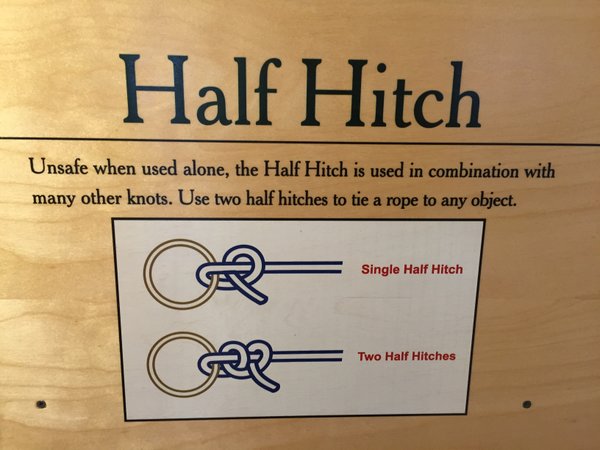 Half Hitch
Unsafe when used alone, the Half Hitch is used in combination with
many other knots. Use two half hitches to tie a rope to any object.
Single Half Hitch
Two Half Hitches